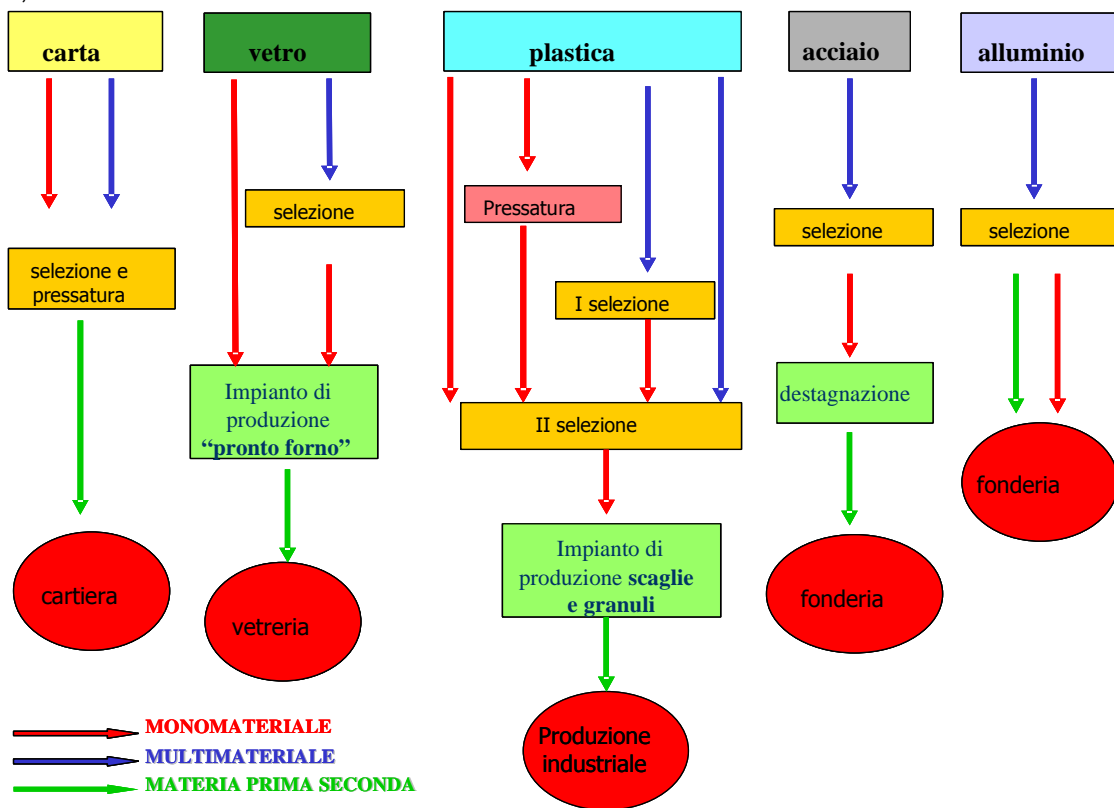 carta
vetro
plastica
acciaio
alluminio
selezione
Pressatura
selezione
selezione
selezione e
pressatura
I selezione
Impianto di
produzione
“pronto forno”
destagnazione
II selezione
fonderia
Impianto di
produzione scaglie
e granuli
cartiera
vetreria
fonderia
Produzione
industriale
MONOMATERIALE
MULTIMATERIALE
MATERIA PRIMA SECONDA